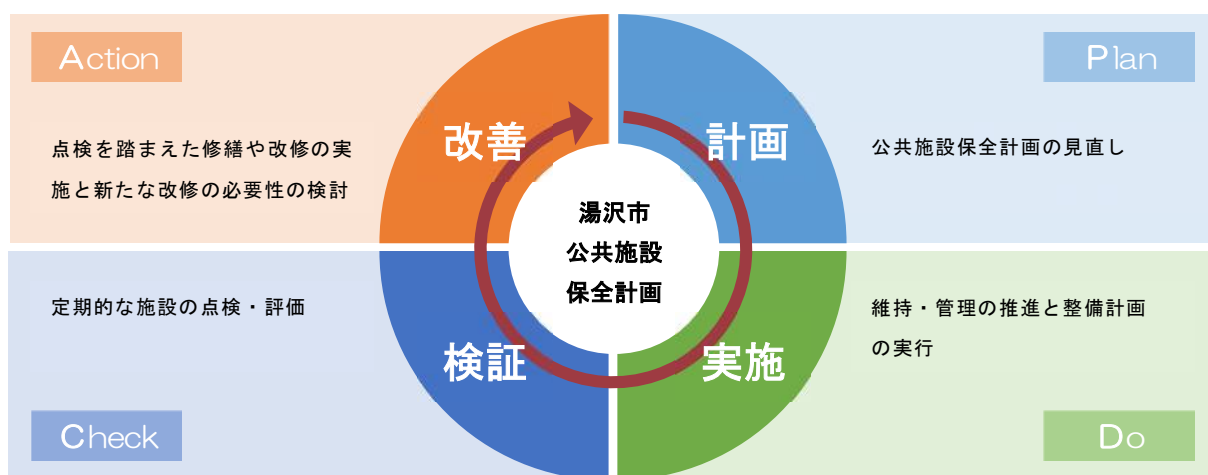 Action
点検を踏まえた修繕や改修の実
施と新たな改修の必要性の検討
改善
計画
Plan
公共施設保全計画の見直し
湯沢市
公共施設
保全計画
定期的な施設の点検・評価
Check
検証
実施
維持・管理の推進と整備計画
の実行
Do